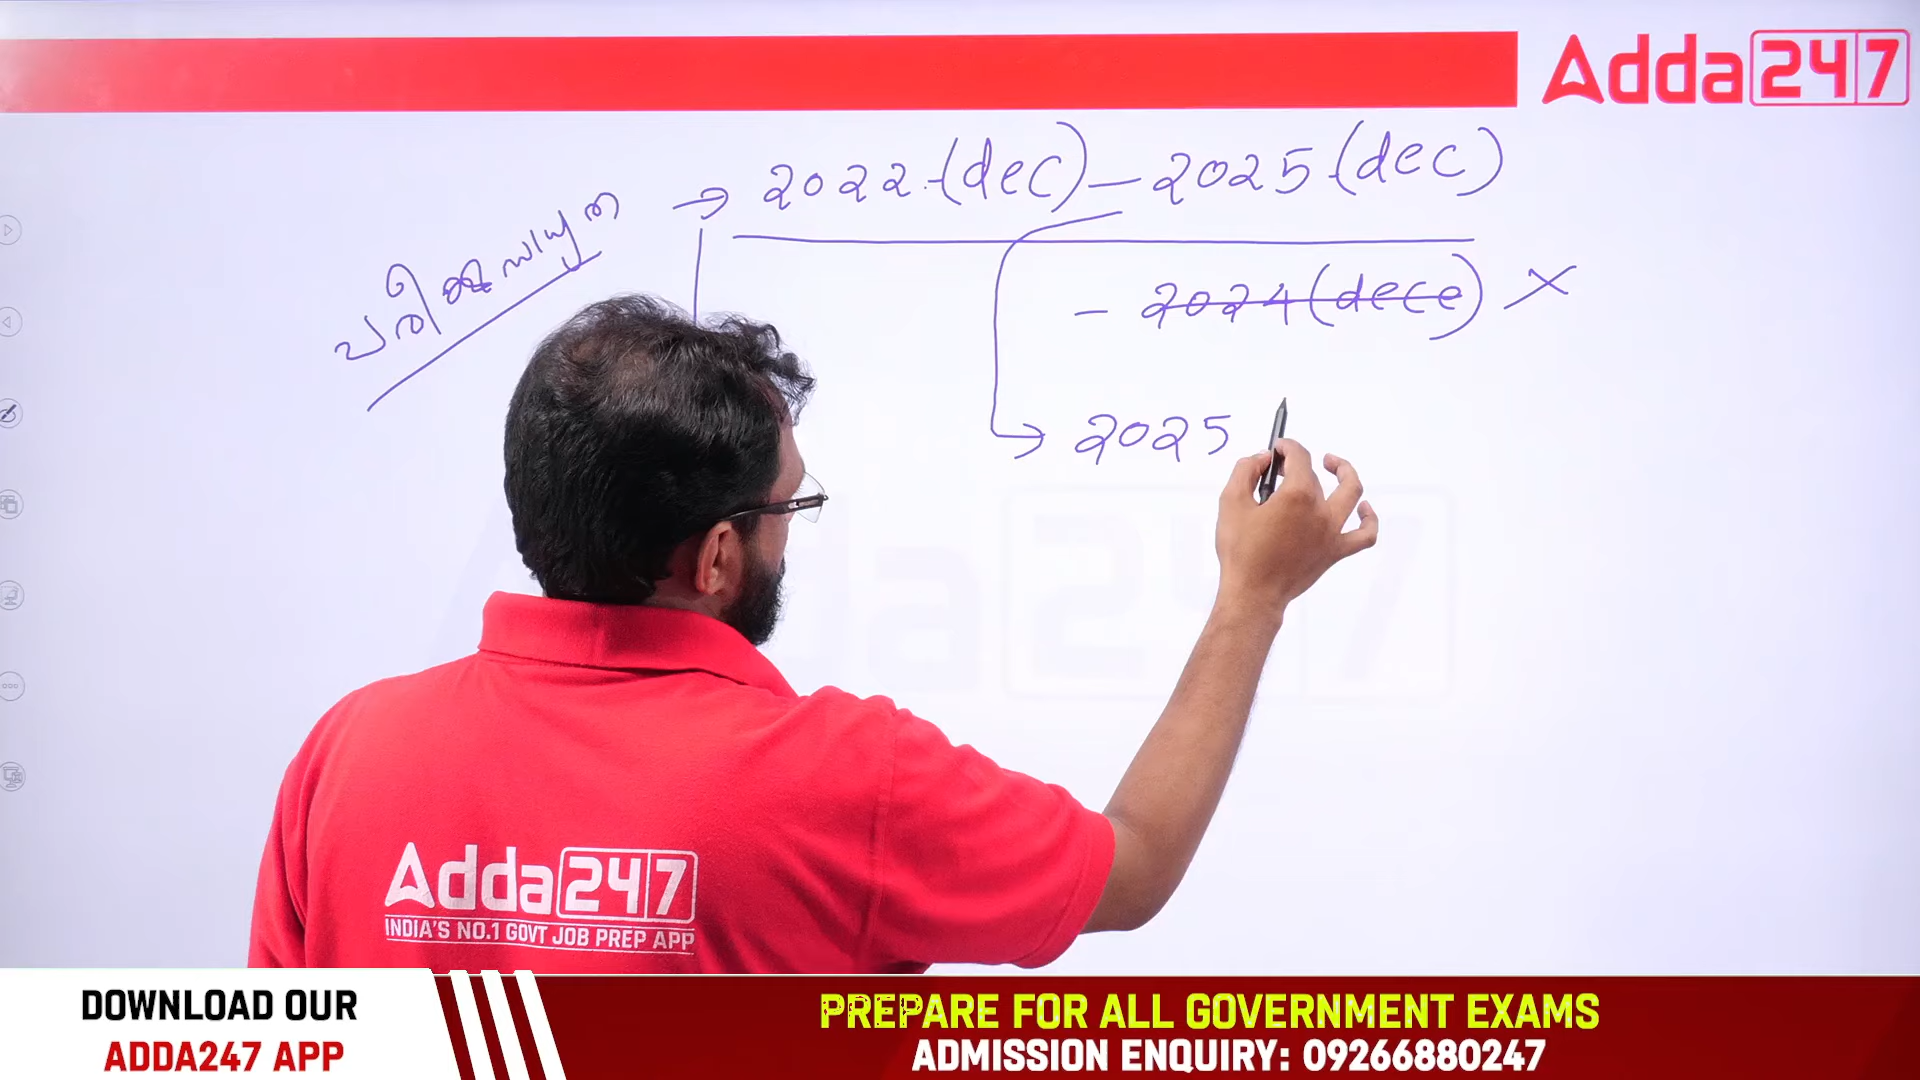 Adda247
→ 2022 (dec) – 2025 (dec)
– 2024 (dece) ×
→ 2025
Adda247
INDIA'S NO.1 GOVT JOB PREP APP
DOWNLOAD OUR
ADDA247 APP
PREPARE FOR ALL GOVERNMENT EXAMS
ADMISSION ENQUIRY: 09266880247